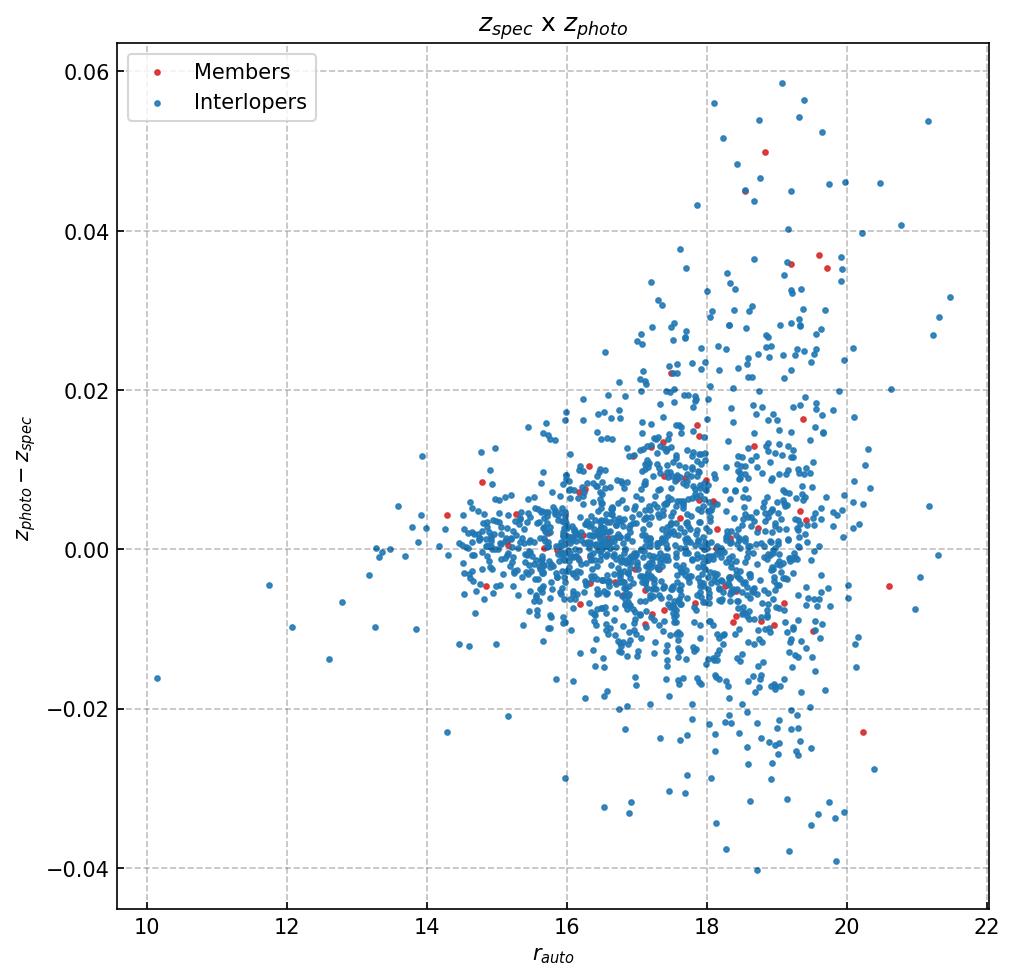 z_spec x z_photo
Members
Interlopers
0.06
0.04
0.02
0.00
−0.02
−0.04
z_photo − z_spec
10 12 14 16 18 20 22
r_auto